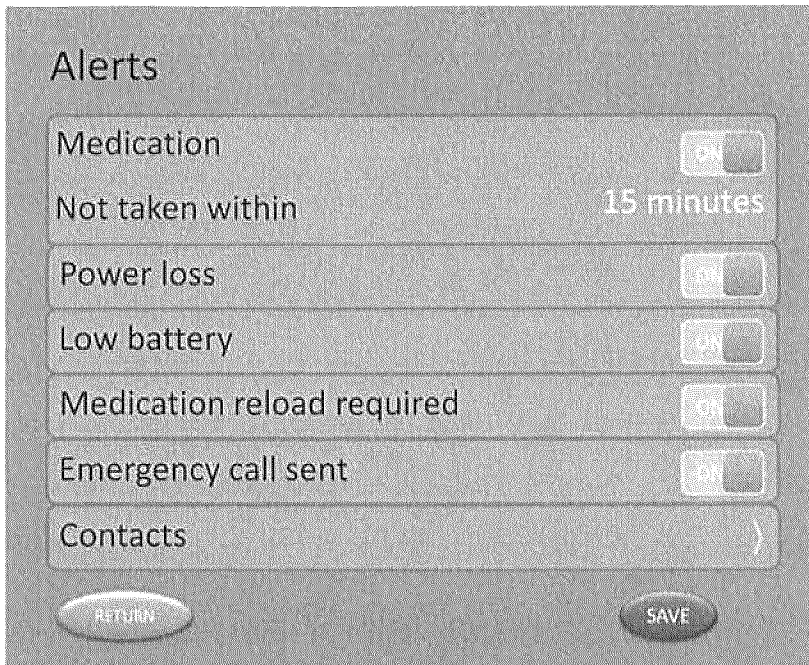 Alerts
Medication ON
Not taken within 15 minutes
Power loss ON
Low battery ON
Medication reload required ON
Emergency call sent ON
Contacts
RETURN SAVE